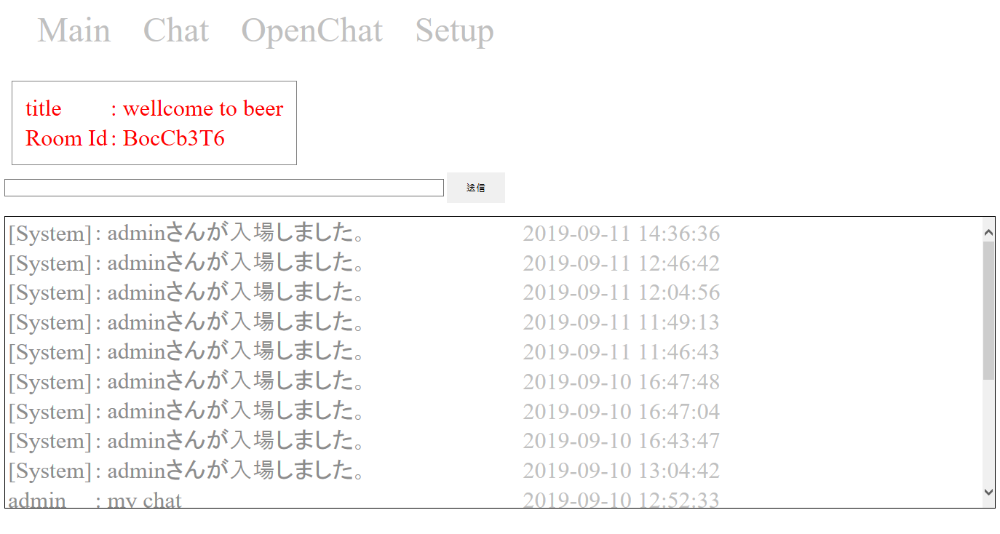 Main Chat OpenChat Setup
title : wellcome to beer
Room Id : BocCb3T6
送信
[System] : adminさんが入場しました。 2019-09-11 14:36:36
[System] : adminさんが入場しました。 2019-09-11 12:46:42
[System] : adminさんが入場しました。 2019-09-11 12:04:56
[System] : adminさんが入場しました。 2019-09-11 11:49:13
[System] : adminさんが入場しました。 2019-09-11 11:46:43
[System] : adminさんが入場しました。 2019-09-10 16:47:48
[System] : adminさんが入場しました。 2019-09-10 16:47:04
[System] : adminさんが入場しました。 2019-09-10 16:43:47
[System] : adminさんが入場しました。 2019-09-10 13:04:42
admin : my chat 2019-09-10 12:52:33